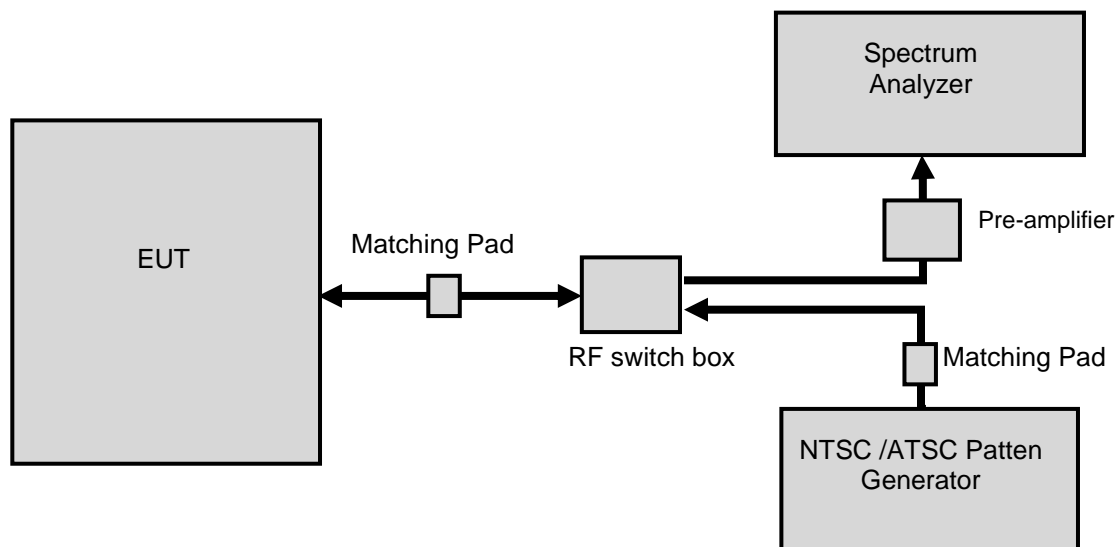 Spectrum
Analyzer
Pre-amplifier
EUT
Matching Pad
RF switch box
Matching Pad
NTSC /ATSC Patten
Generator